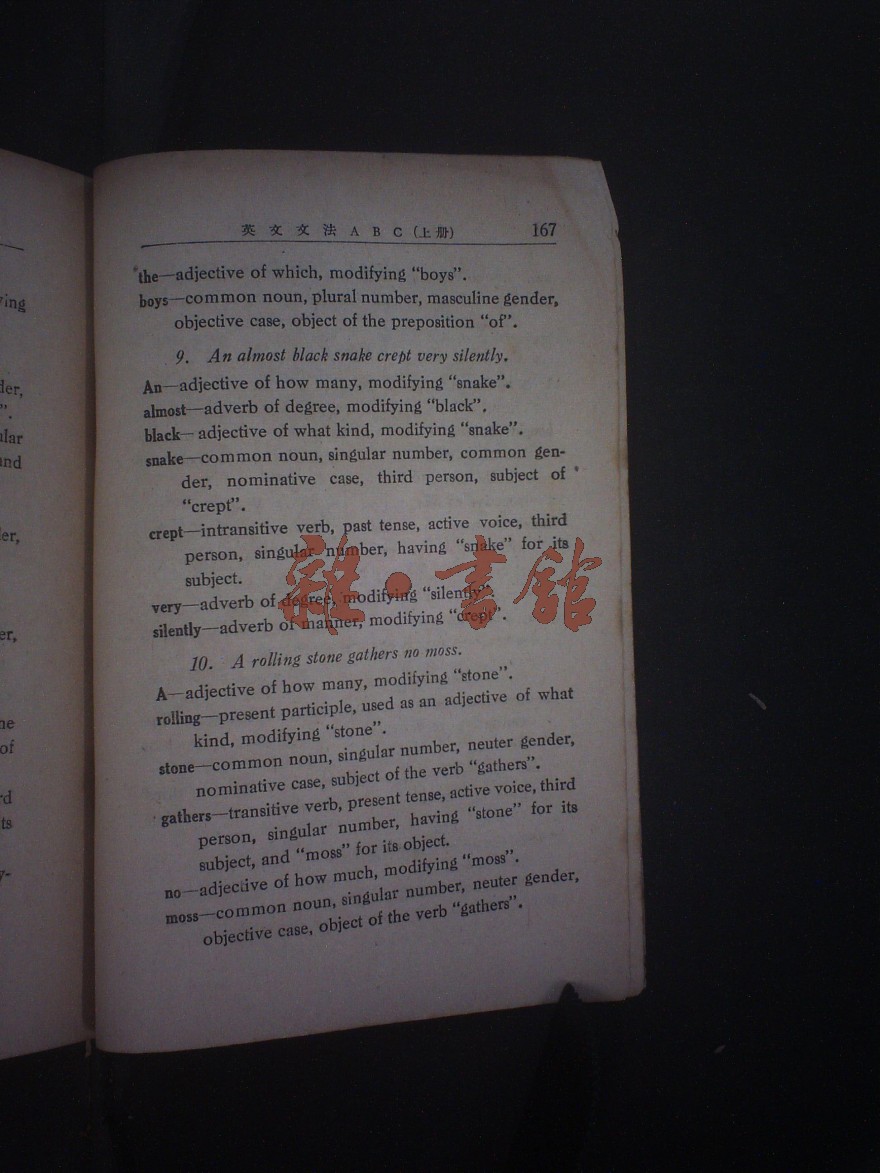 英文文法ABC(上册) 167
the—adjective of which, modifying "boys".
boys—common noun, plural number, masculine gender,
objective case, object of the preposition "of".
9. An almost black snake crept very silently.
An—adjective of how many, modifying "snake".
almost—adverb of degree, modifying "black".
black—adjective of what kind, modifying "snake".
snake—common noun, singular number, common gen-
der, nominative case, third person, subject of
"crept".
crept—intransitive verb, past tense, active voice, third
person, singular number, having "snake" for its
subject.
very—adverb of degree, modifying "silently".
silently—adverb of manner, modifying "crept".
10. A rolling stone gathers no moss.
A—adjective of how many, modifying "stone".
rolling—present participle, used as an adjective of what
kind, modifying "stone".
stone—common noun, singular number, neuter gender,
nominative case, subject of the verb "gathers".
gathers—transitive verb, present tense, active voice, third
person, singular number, having "stone" for its
subject, and "moss" for its object.
no—adjective of how much, modifying "moss".
moss—common noun, singular number, neuter gender,
objective case, object of the verb "gathers".
雜·書館